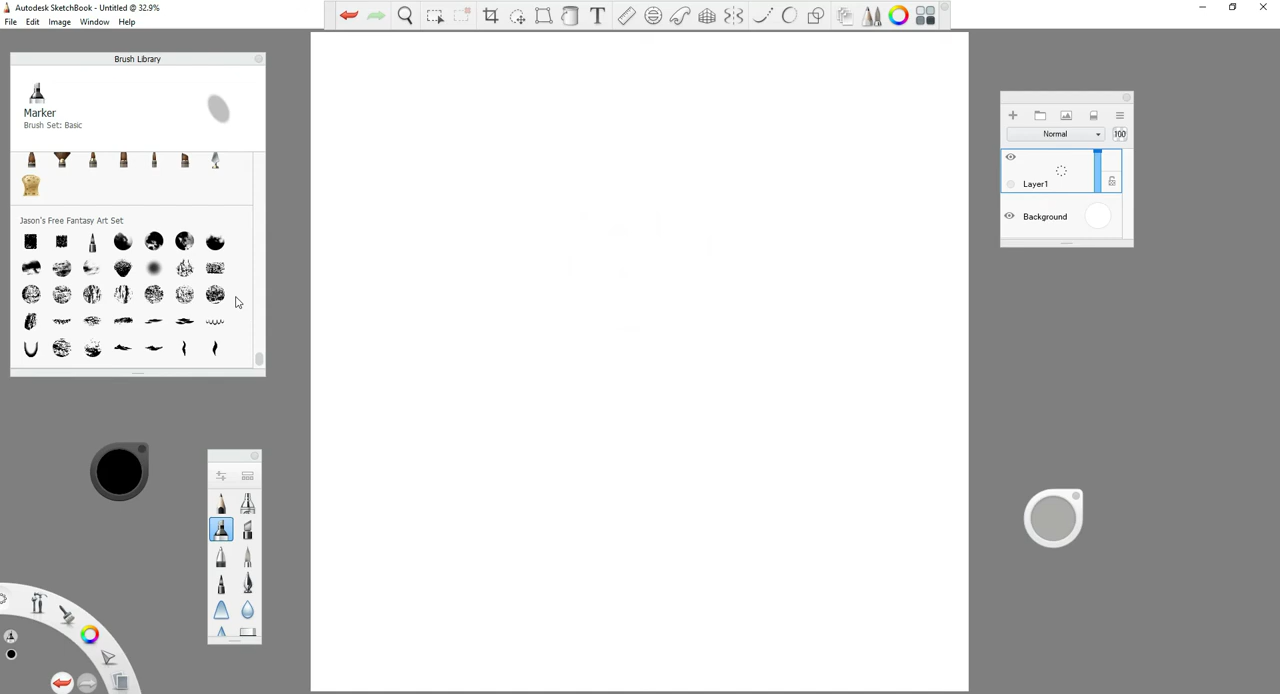 Autodesk SketchBook - Untitled @ 32.9%
File Edit Image Window Help
Brush Library
Marker
Brush Set: Basic
Jason's Free Fantasy Art Set
Normal
100
Layer1
Background